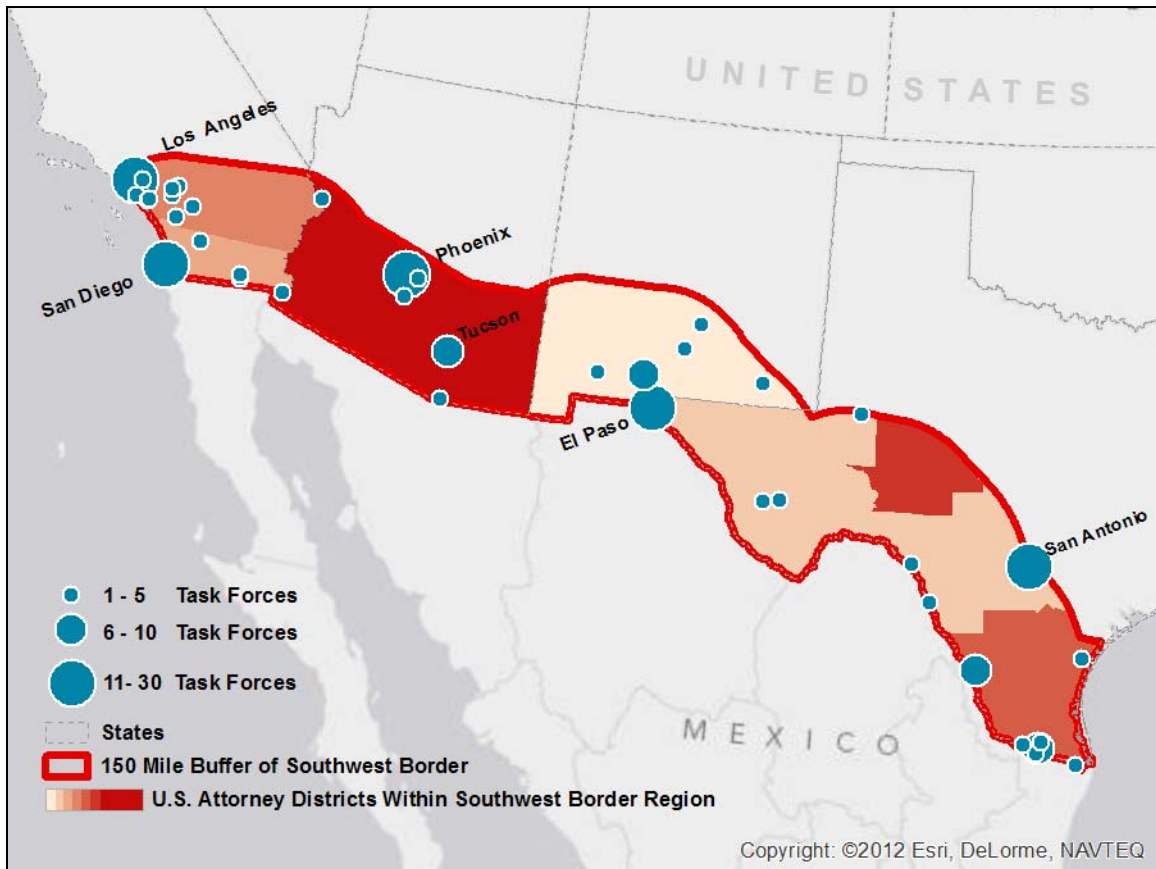 UNITED STATES
Los Angeles
Phoenix
San Diego
Tucson
El Paso
San Antonio
1 - 5 Task Forces
6 - 10 Task Forces
11- 30 Task Forces
States
MEXICO
150 Mile Buffer of Southwest Border
U.S. Attorney Districts Within Southwest Border Region
Copyright: ©2012 Esri, DeLorme, NAVTEQ